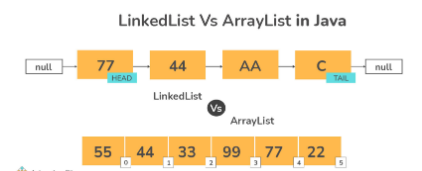 LinkedList Vs ArrayList in Java
null 77 44 AA C null
HEAD TAIL
LinkedList
Vs
ArrayList
55 44 33 99 77 22
0 1 2 3 4 5